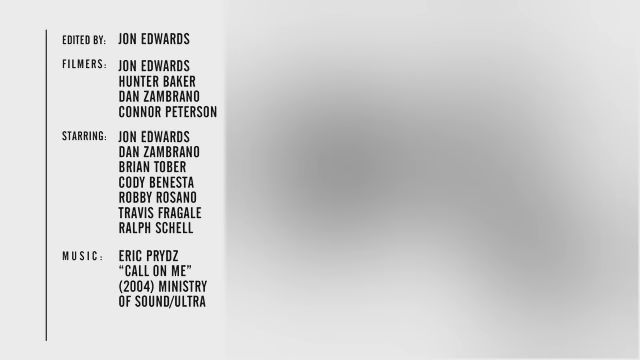 EDITED BY: JON EDWARDS
FILMERS: JON EDWARDS
HUNTER BAKER
DAN ZAMBRANO
CONNOR PETERSON
STARRING: JON EDWARDS
DAN ZAMBRANO
BRIAN TOBER
CODY BENESTA
ROBBY ROSANO
TRAVIS FRAGALE
RALPH SCHELL
MUSIC: ERIC PRYDZ
“CALL ON ME”
(2004) MINISTRY
OF SOUND/ULTRA